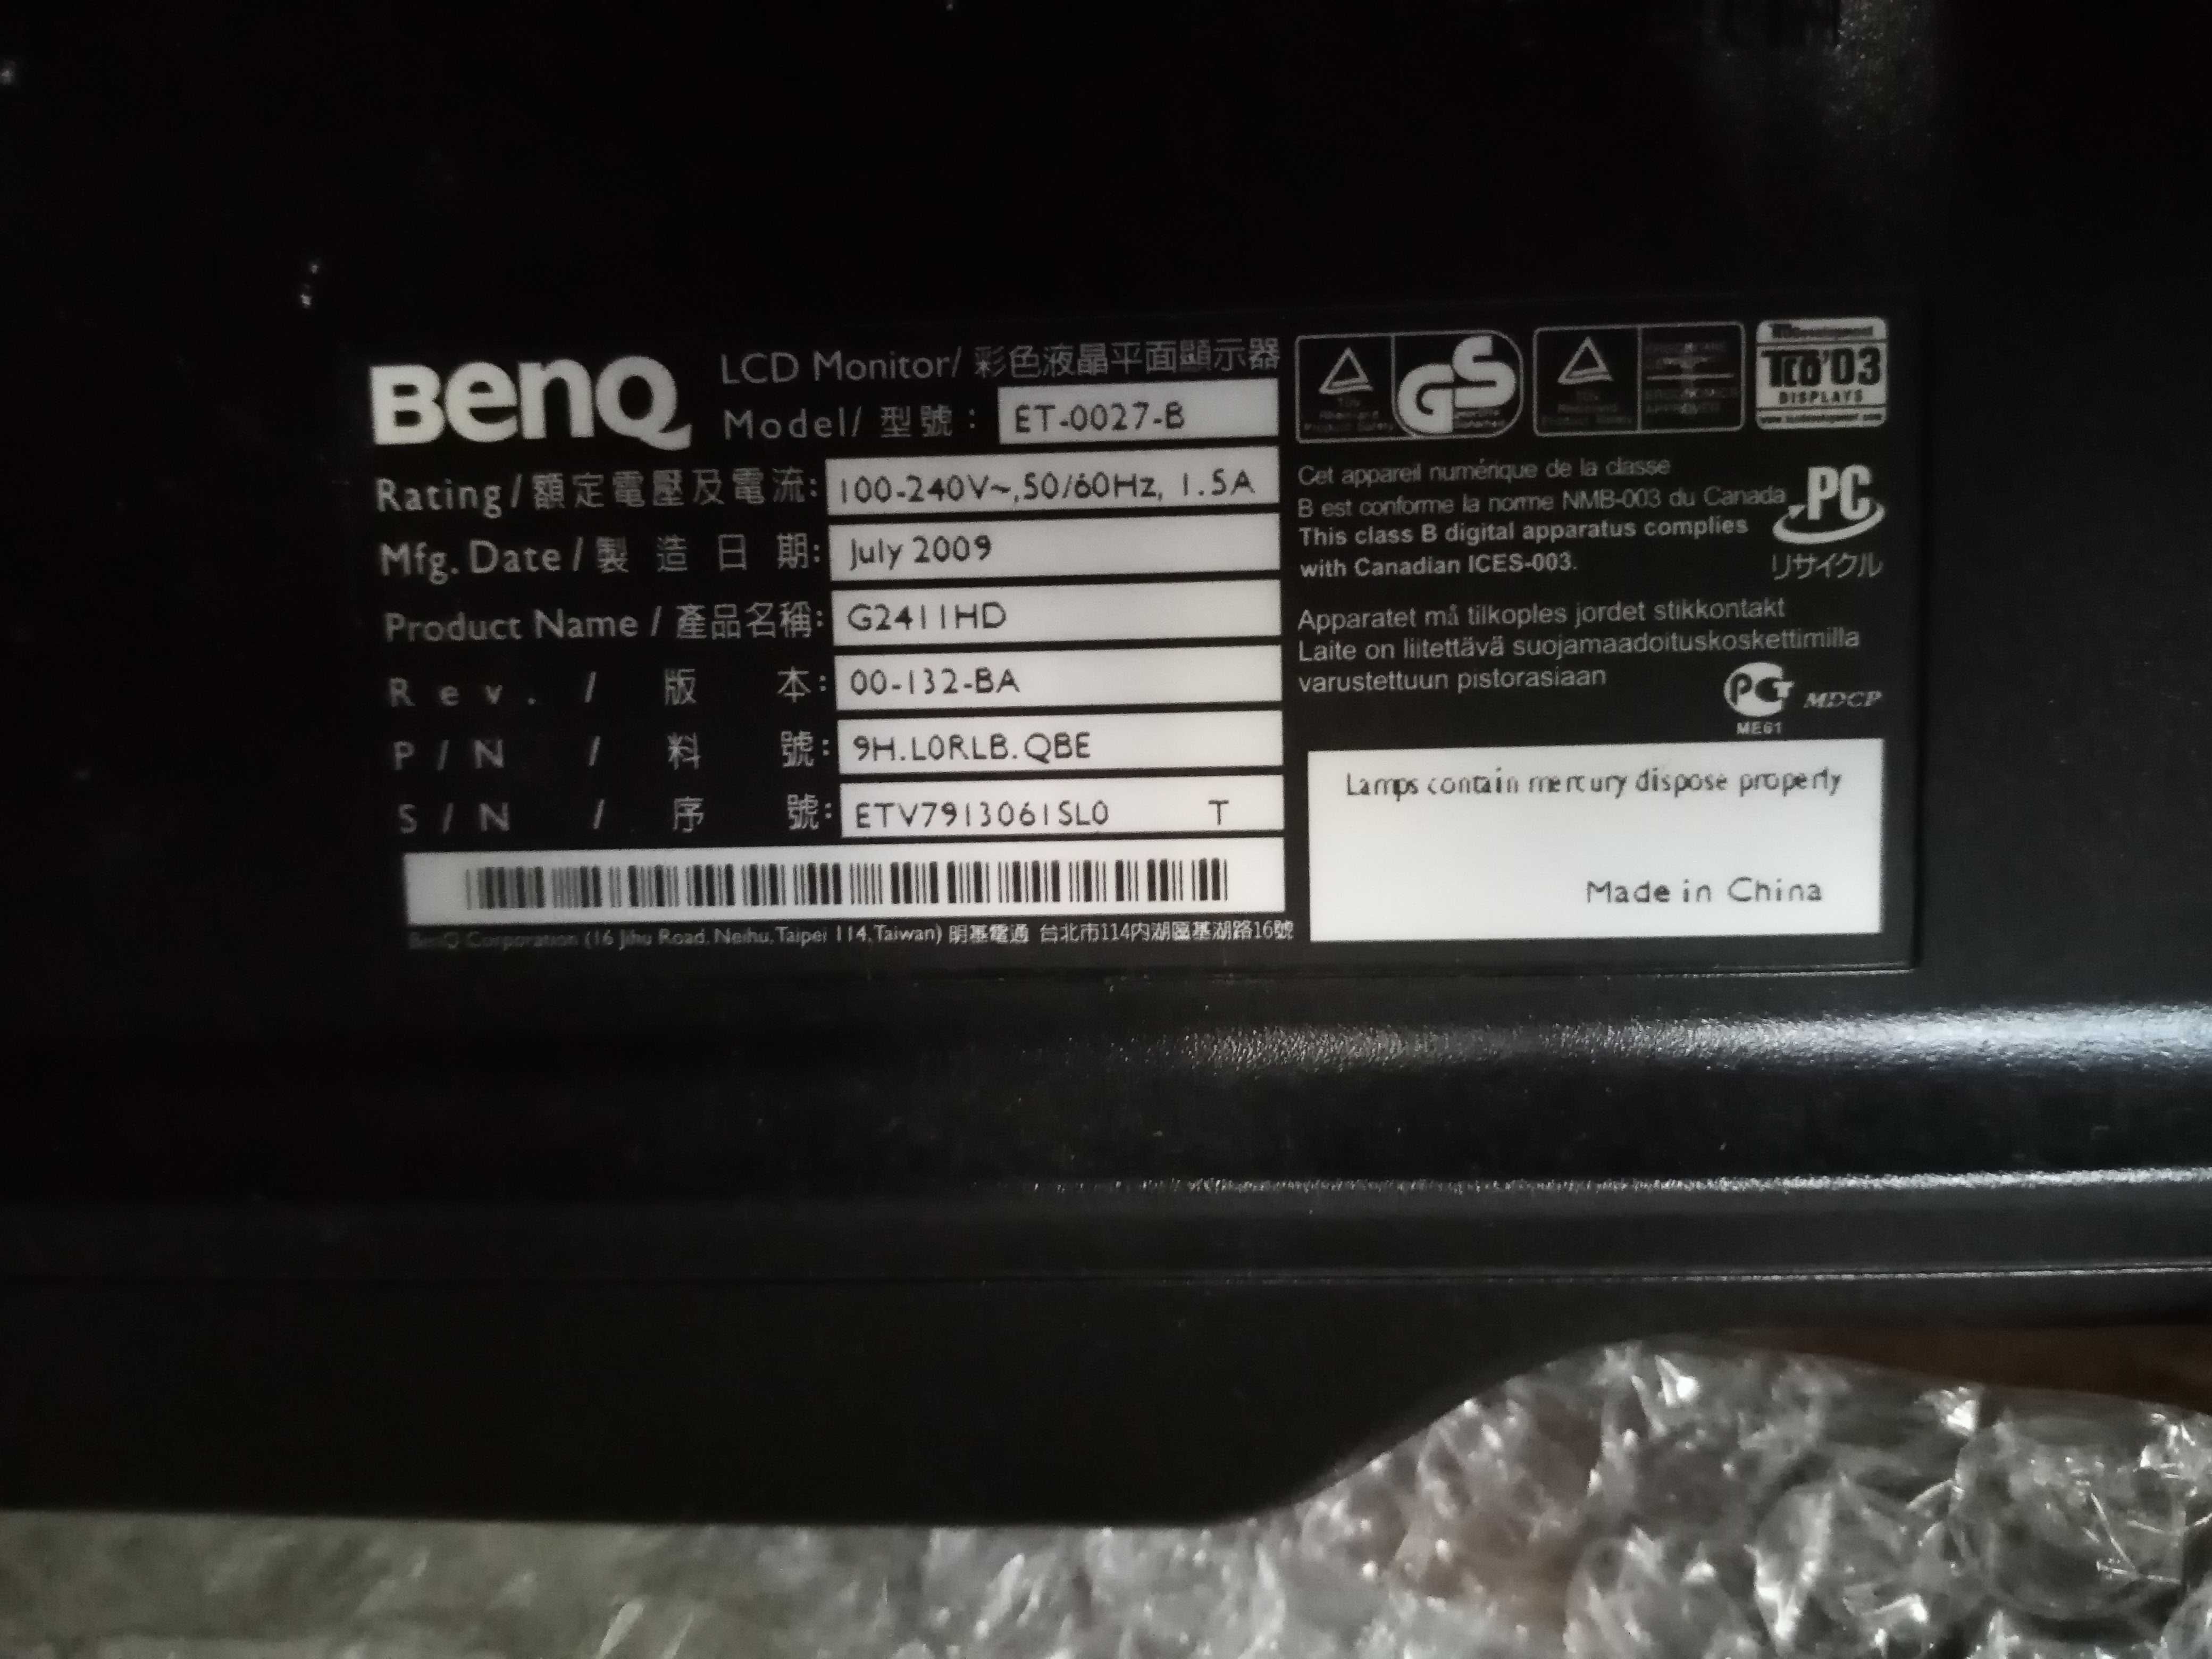 BenQ
LCD Monitor/ 彩色液晶平面顯示器
Model/ 型號: ET-0027-B
Rating/額定電壓及電流: 100-240V~,50/60Hz, 1.5A
Mfg. Date/製造日期: July 2009
Product Name/產品名稱: G2411HD
Rev./版本: 00-132-BA
P/N/料號: 9H.L0RLB.QBE
S/N/序號: ETV7913061SL0 T
BenQ Corporation (16 Jihu Road, Neihu, Taipei 114, Taiwan) 明基電通 台北市114內湖區基湖路16號
TÜV Rheinland
Product Safety
GS
geprüfte
Sicherheit
TCO'03
DISPLAYS
Cet appareil numérique de la classe
B est conforme la norme NMB-003 du Canada
This class B digital apparatus complies
with Canadian ICES-003.
PC
リサイクル
Apparatet må tilkoples jordet stikkontakt
Laite on liitettävä suojamaadoituskoskettimilla
varustettuun pistorasiaan
PCT MDCP
ME61
Lamps contain mercury dispose properly
Made in China